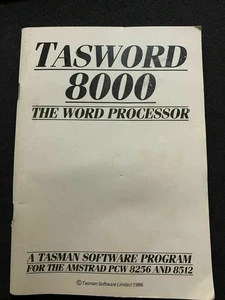 TASWORD
8000
THE WORD PROCESSOR
A TASMAN SOFTWARE PROGRAM
FOR THE AMSTRAD PCW 8256 AND 8512
©Tasman Software Limited 1986